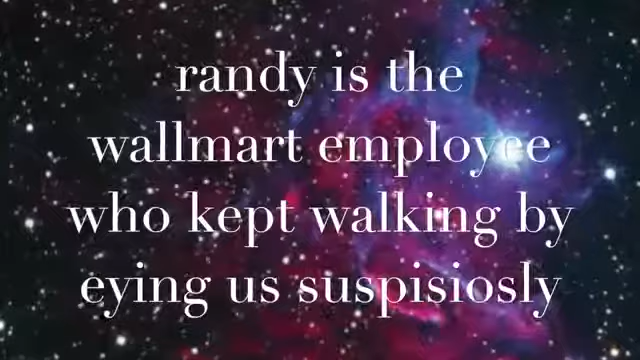 randy is the
wallmart employee
who kept walking by
eying us suspisiosly